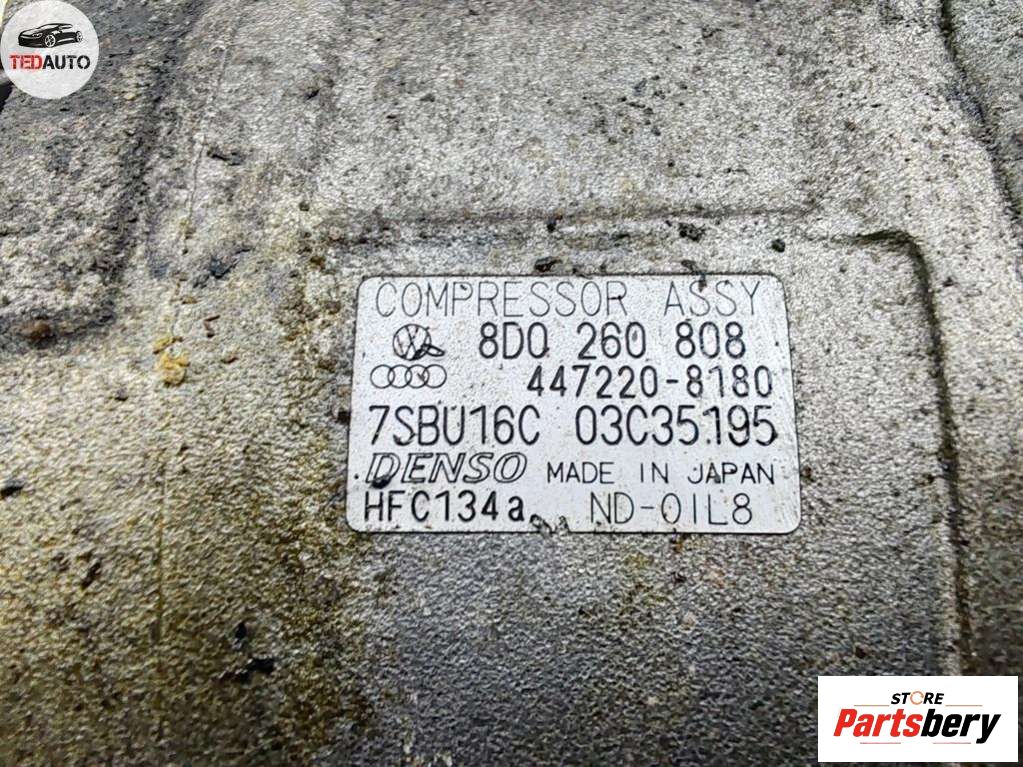 TEDAUTO
COMPRESSOR ASSY
8D0 260 808
447220-8180
7SBU16C 03C35195
DENSO MADE IN JAPAN
HFC134a ND-OIL8
STORE
Partsbery